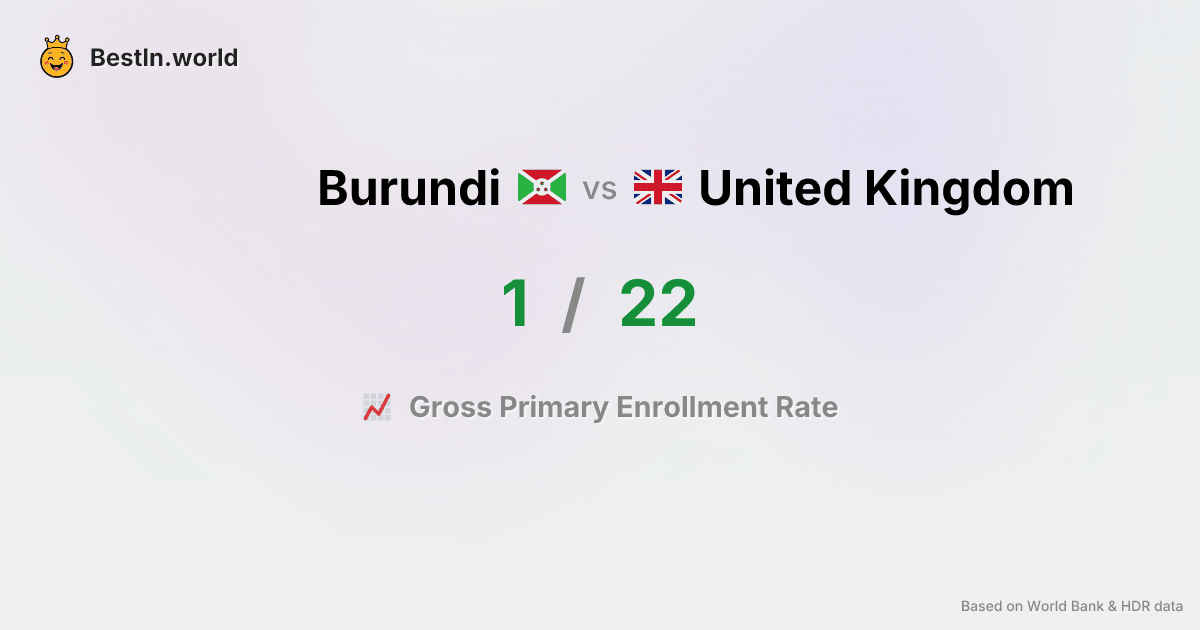 BestIn.world
Burundi vs United Kingdom
1 / 22
Gross Primary Enrollment Rate
Based on World Bank & HDR data